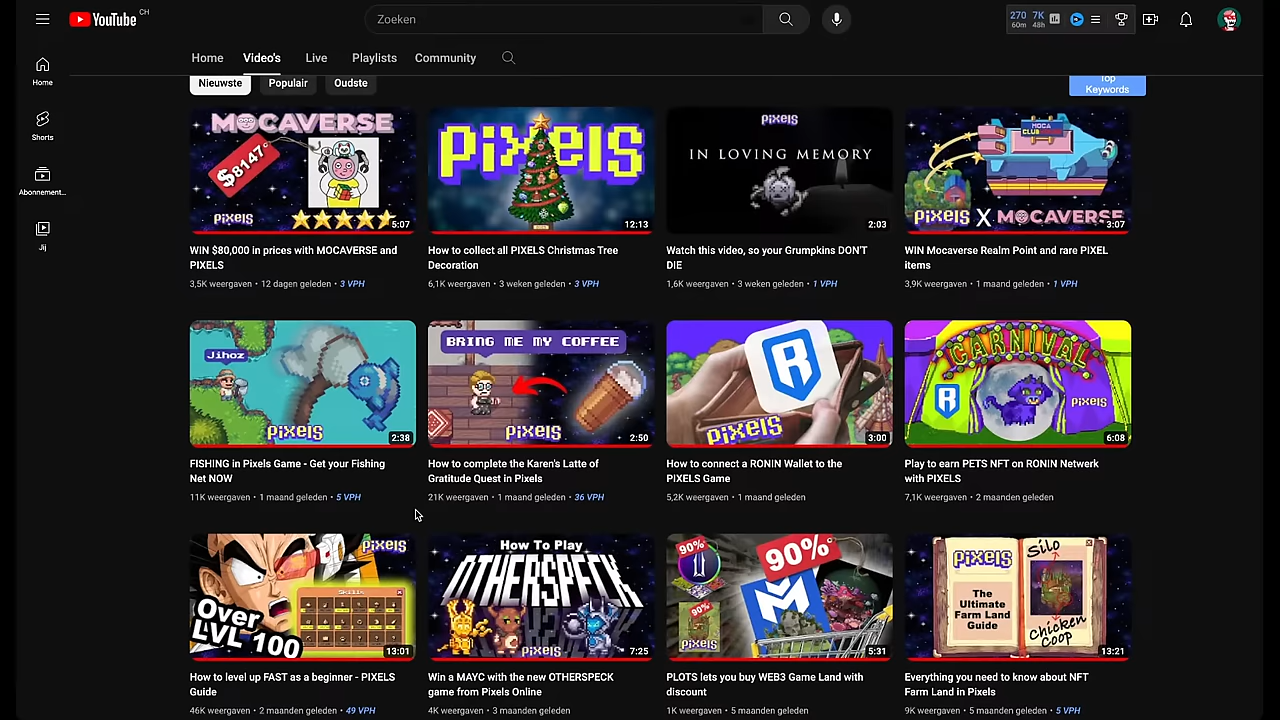 YouTube CH
Zoeken
270 7K
60m 48h
Home Video's Live Playlists Community
Home
Shorts
Abonnement...
Jij
Nieuwste Populair Oudste
Top
Keywords
MOCAVERSE
$8147
PIXELS
5:07
PIXELS
12:13
PIXELS
IN LOVING MEMORY
2:03
MOCA
CLUB
PIXELS X MOCAVERSE
3:07
WIN $80,000 in prices with MOCAVERSE and
PIXELS
3,5K weergaven • 12 dagen geleden • 3 VPH
How to collect all PIXELS Christmas Tree
Decoration
6,1K weergaven • 3 weken geleden • 3 VPH
Watch this video, so your Grumpkins DON'T
DIE
1,6K weergaven • 3 weken geleden • 1 VPH
WIN Mocaverse Realm Point and rare PIXEL
items
3,9K weergaven • 1 maand geleden • 1 VPH
Jihoz
PIXELS
2:38
BRING ME MY COFFEE
PIXELS
2:50
R
PIXELS
3:00
CARNIVAL
R
PIXELS
6:08
FISHING in Pixels Game - Get your Fishing
Net NOW
11K weergaven • 1 maand geleden • 5 VPH
How to complete the Karen's Latte of
Gratitude Quest in Pixels
21K weergaven • 1 maand geleden • 36 VPH
How to connect a RONIN Wallet to the
PIXELS Game
5,2K weergaven • 1 maand geleden
Play to earn PETS NFT on RONIN Netwerk
with PIXELS
7,1K weergaven • 2 maanden geleden
PIXELS
Skills
Over
LVL 100
13:01
How To Play
OTHERSPECK
PIXELS
7:25
90%
90%
90%
M
PIXELS
5:31
PIXELS
The
Ultimate
Farm Land
Guide
Silo
Chicken
Coop
13:21
How to level up FAST as a beginner - PIXELS
Guide
46K weergaven • 2 maanden geleden • 49 VPH
Win a MAYC with the new OTHERSPECK
game from Pixels Online
4K weergaven • 3 maanden geleden
PLOTS lets you buy WEB3 Game Land with
discount
1K weergaven • 5 maanden geleden
Everything you need to know about NFT
Farm Land in Pixels
9K weergaven • 5 maanden geleden • 5 VPH